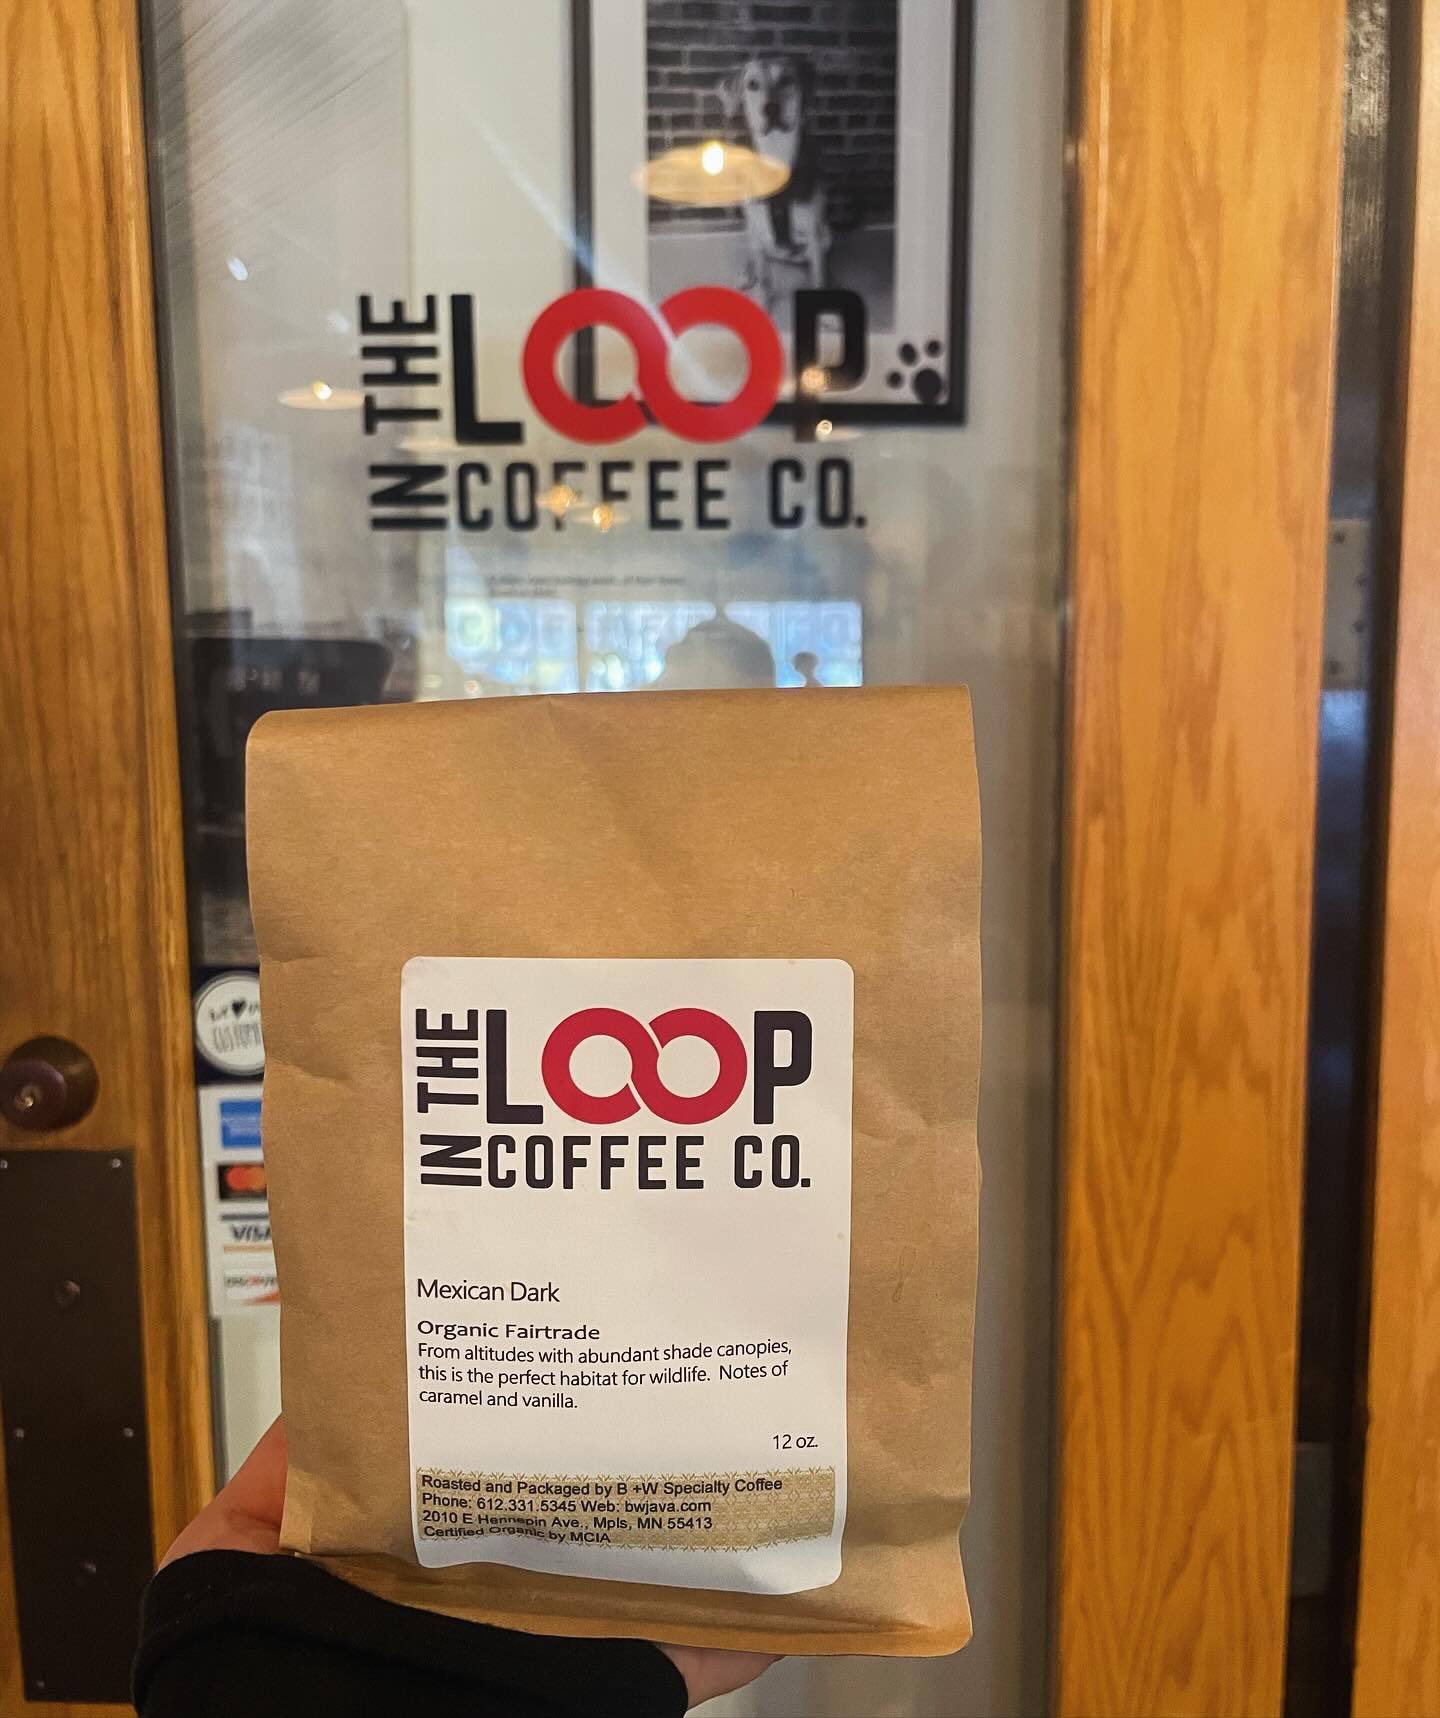 IN THE
LOOP
COFFEE CO.
IN THE
LOOP
COFFEE CO.
Mexican Dark
Organic Fairtrade
From altitudes with abundant shade canopies,
this is the perfect habitat for wildlife. Notes of
caramel and vanilla.
12 oz.
Roasted and Packaged by B +W Specialty Coffee
Phone: 612.331.5345 Web: bwjava.com
2010 E Hennepin Ave., Mpls, MN 55413
Certified Organic by MCIA
VISA